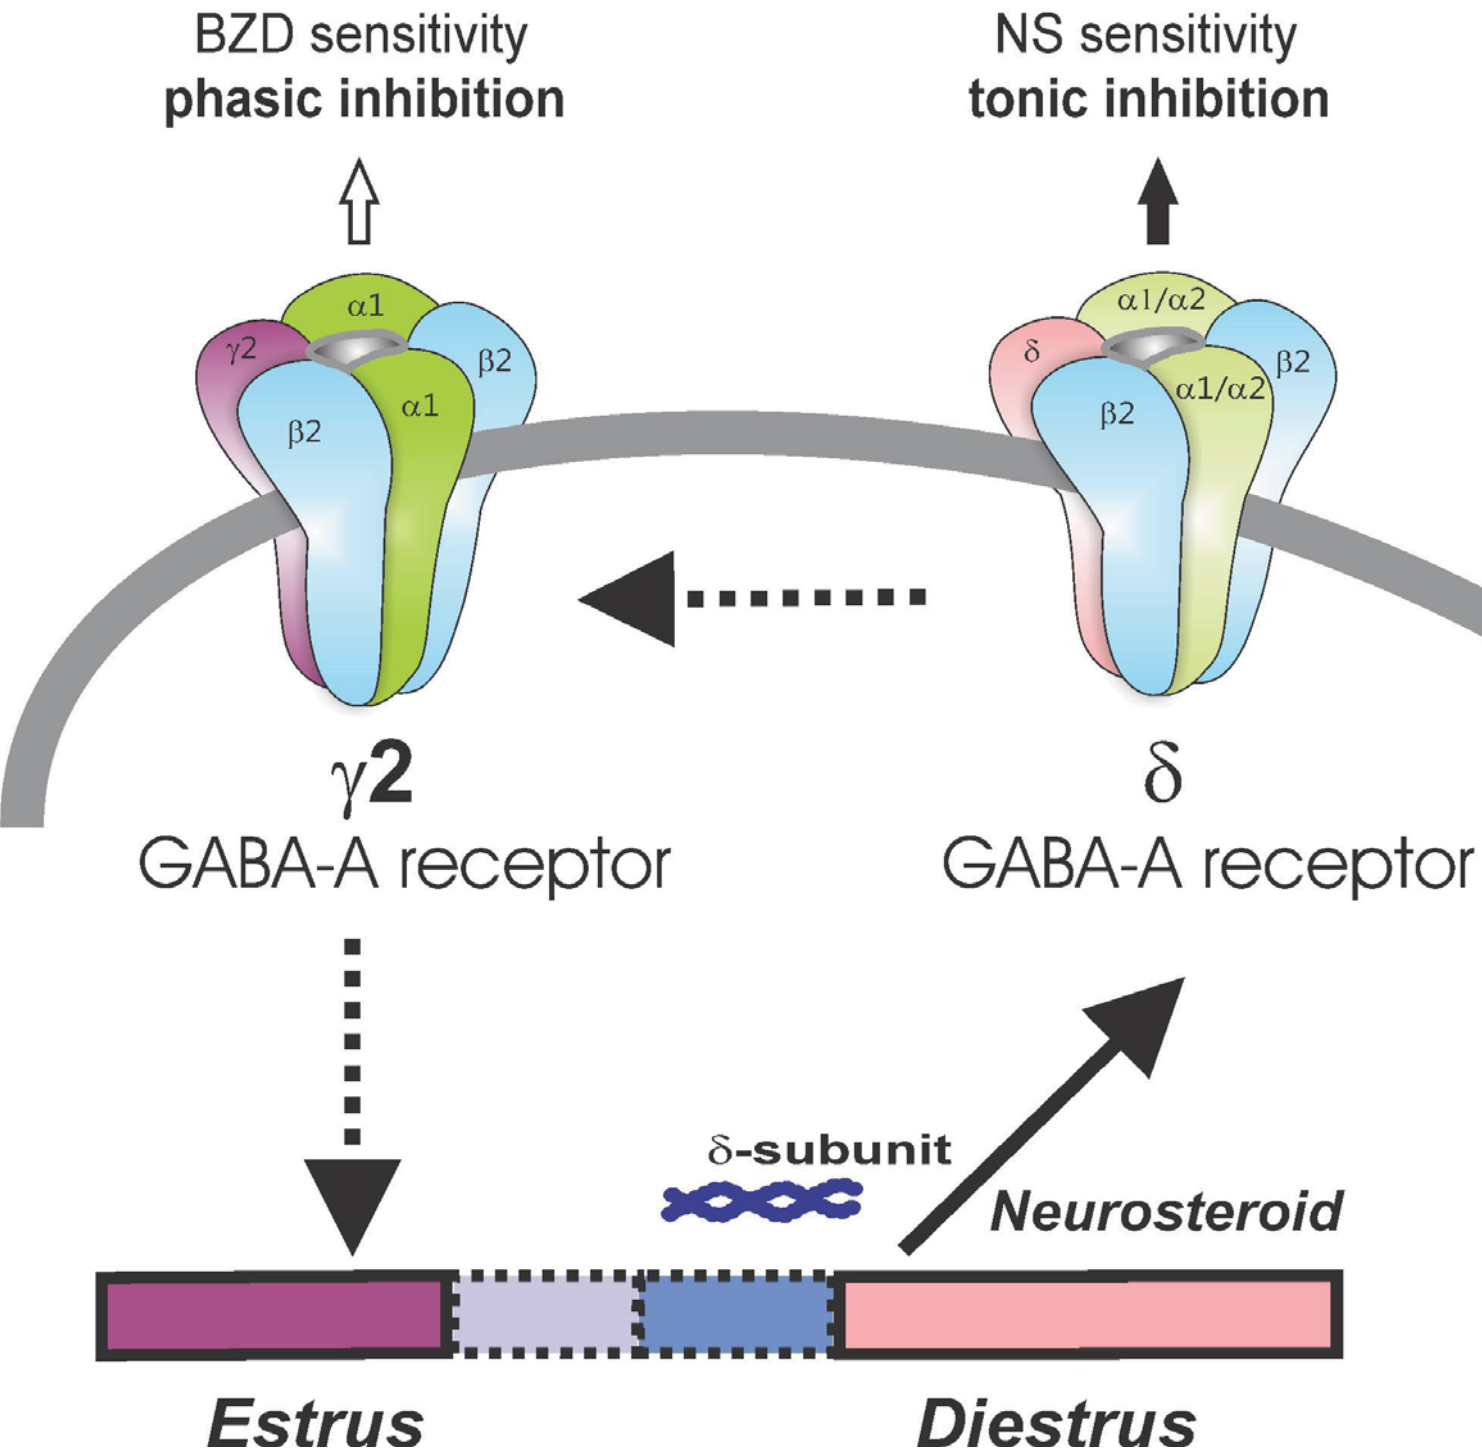 BZD sensitivity
phasic inhibition
NS sensitivity
tonic inhibition
α1
γ2
β2
α1
β2
α1/α2
δ
β2
α1/α2
β2
γ2
GABA-A receptor
δ
GABA-A receptor
δ-subunit
Neurosteroid
Estrus
Diestrus